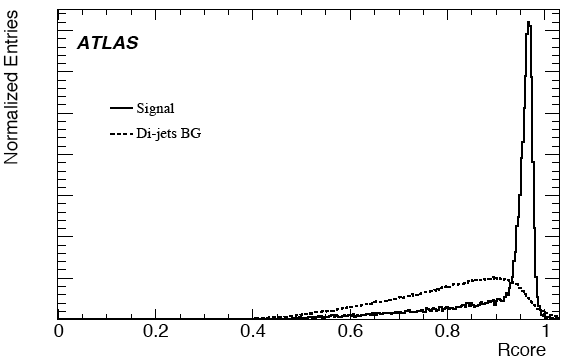 Normalized Entries
ATLAS
Signal
Di-jets BG
0 0.2 0.4 0.6 0.8 1
Rcore